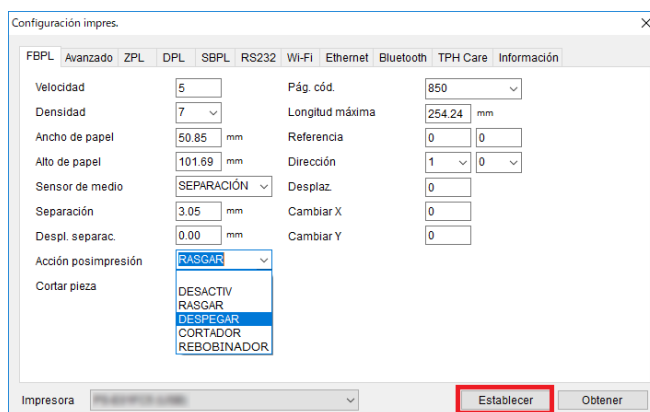 Configuración impres.
FBPL Avanzado ZPL DPL SBPL RS232 Wi-Fi Ethernet Bluetooth TPH Care Información
Velocidad 5 Pág. cód. 850
Densidad 7 Longitud máxima 254.24 mm
Ancho de papel 50.85 mm Referencia 0 0
Alto de papel 101.69 mm Dirección 1 0
Sensor de medio SEPARACIÓN Desplaz. 0
Separación 3.05 mm Cambiar X 0
Despl. separac. 0.00 mm Cambiar Y 0
Acción posimpresión RASGAR
Cortar pieza
DESACTIV
RASGAR
DESPEGAR
CORTADOR
REBOBINADOR
Impresora Establecer Obtener